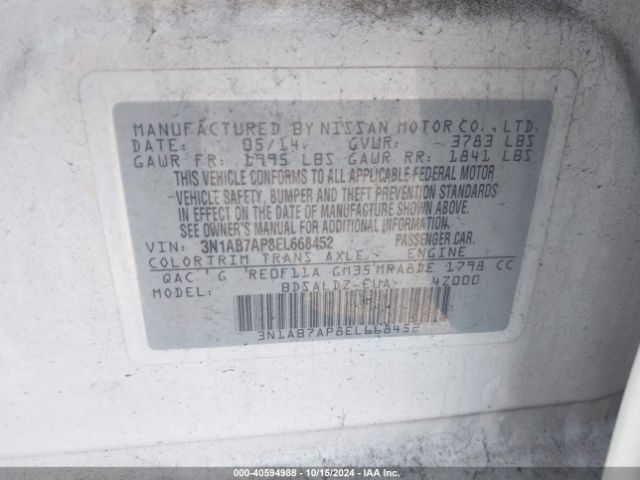 MANUFACTURED BY NISSAN MOTOR CO., LTD.
DATE: 05/14. GVWR: 3783 LBS
GAWR FR: 1995 LBS GAWR RR: 1841 LBS
THIS VEHICLE CONFORMS TO ALL APPLICABLE FEDERAL MOTOR
VEHICLE SAFETY, BUMPER AND THEFT PREVENTION STANDARDS
IN EFFECT ON THE DATE OF MANUFACTURE SHOWN ABOVE.
SEE OWNER'S MANUAL FOR ADDITIONAL INFORMATION.
VIN: 3N1AB7AP8EL668452 PASSENGER CAR.
COLOR TRIM TRANS AXLE ENGINE
QAC G RE0F11A GM35 MRA8DE 1798 CC
MODEL: BDSALDZ-EUA 4Z000
3N1AB7AP8EL668452
000-40594988 - 10/15/2024 - IAA Inc.